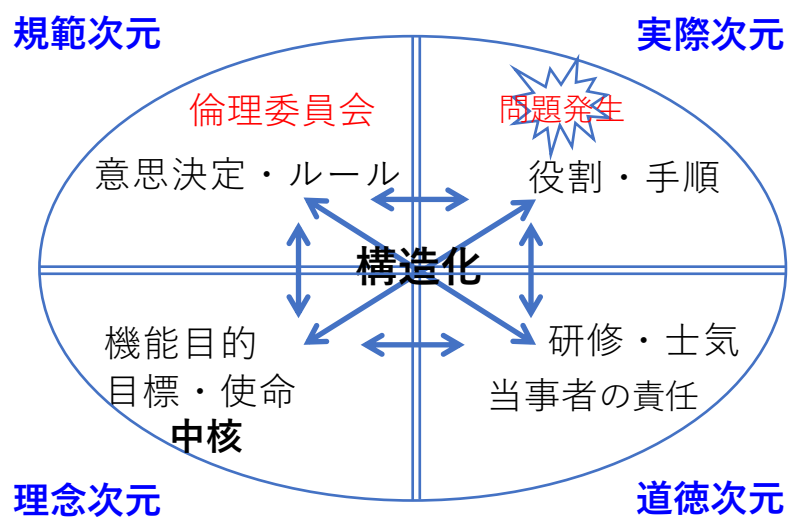 規範次元
実際次元
倫理委員会
問題発生
意思決定・ルール
役割・手順
構造化
機能目的
目標・使命
中核
研修・士気
当事者の責任
理念次元
道徳次元